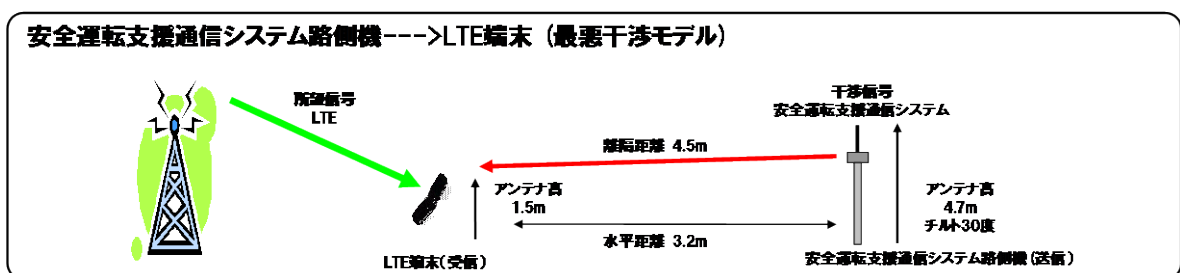 安全運転支援通信システム路側機--->LTE端末（最悪干渉モデル）
所望信号
LTE
干渉信号
安全運転支援通信システム
離隔距離 4.5m
アンテナ高
1.5m
アンテナ高
4.7m
チルト30度
水平距離 3.2m
LTE端末(受信)
安全運転支援通信システム路側機(送信)